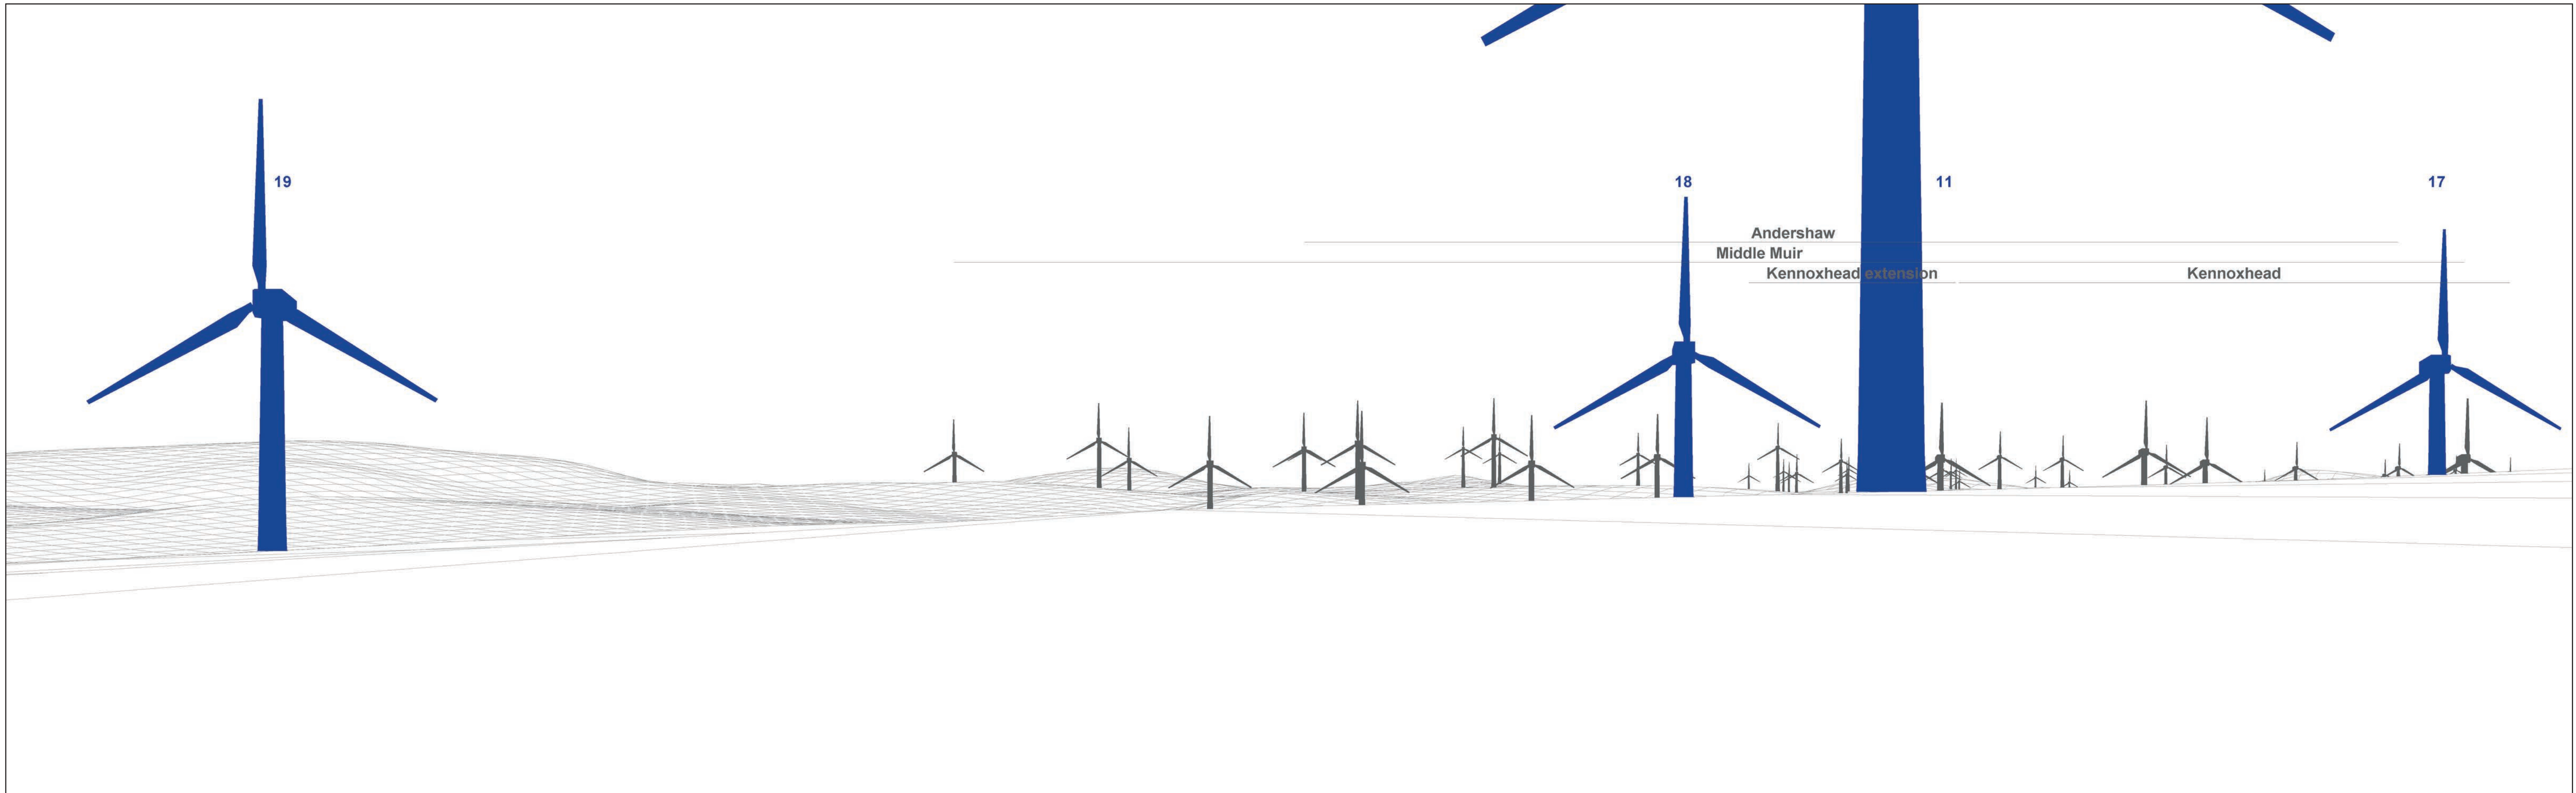 19
18
11
17
Andershaw
Middle Muir
Kennoxhead extension
Kennoxhead